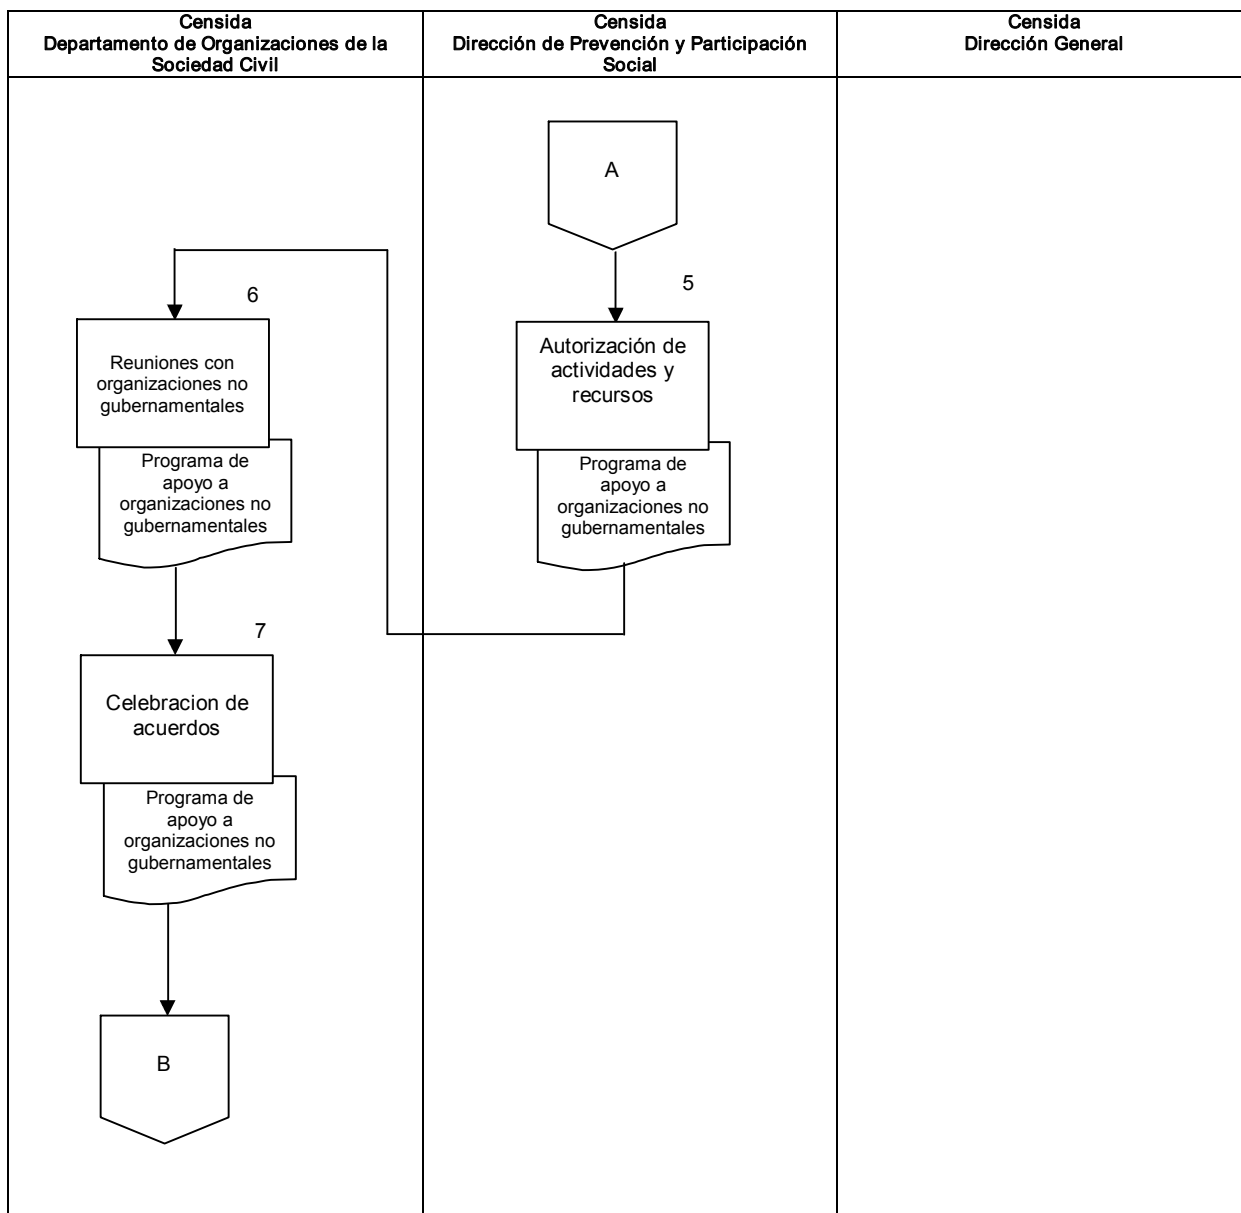 Censida
Departamento de Organizaciones de la
Sociedad Civil
Censida
Dirección de Prevención y Participación
Social
Censida
Dirección General
A
5
Autorización de
actividades y
recursos
Programa de
apoyo a
organizaciones no
gubernamentales
6
Reuniones con
organizaciones no
gubernamentales
Programa de
apoyo a
organizaciones no
gubernamentales
7
Celebracion de
acuerdos
Programa de
apoyo a
organizaciones no
gubernamentales
B